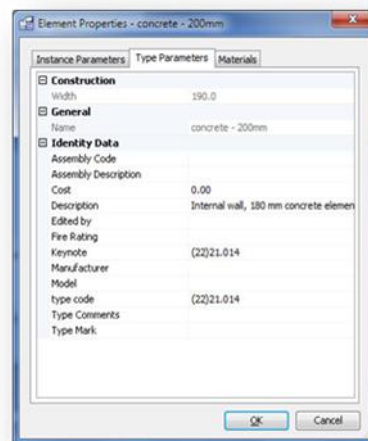 Element Properties - concrete - 200mm
Instance Parameters Type Parameters Materials
Construction
Width 190.0
General
Name concrete - 200mm
Identity Data
Assembly Code
Assembly Description
Cost 0.00
Description Internal wall, 180 mm concrete elemen
Edited by
Fire Rating
Keynote (22)21.014
Manufacturer
Model
type code (22)21.014
Type Comments
Type Mark
OK Cancel